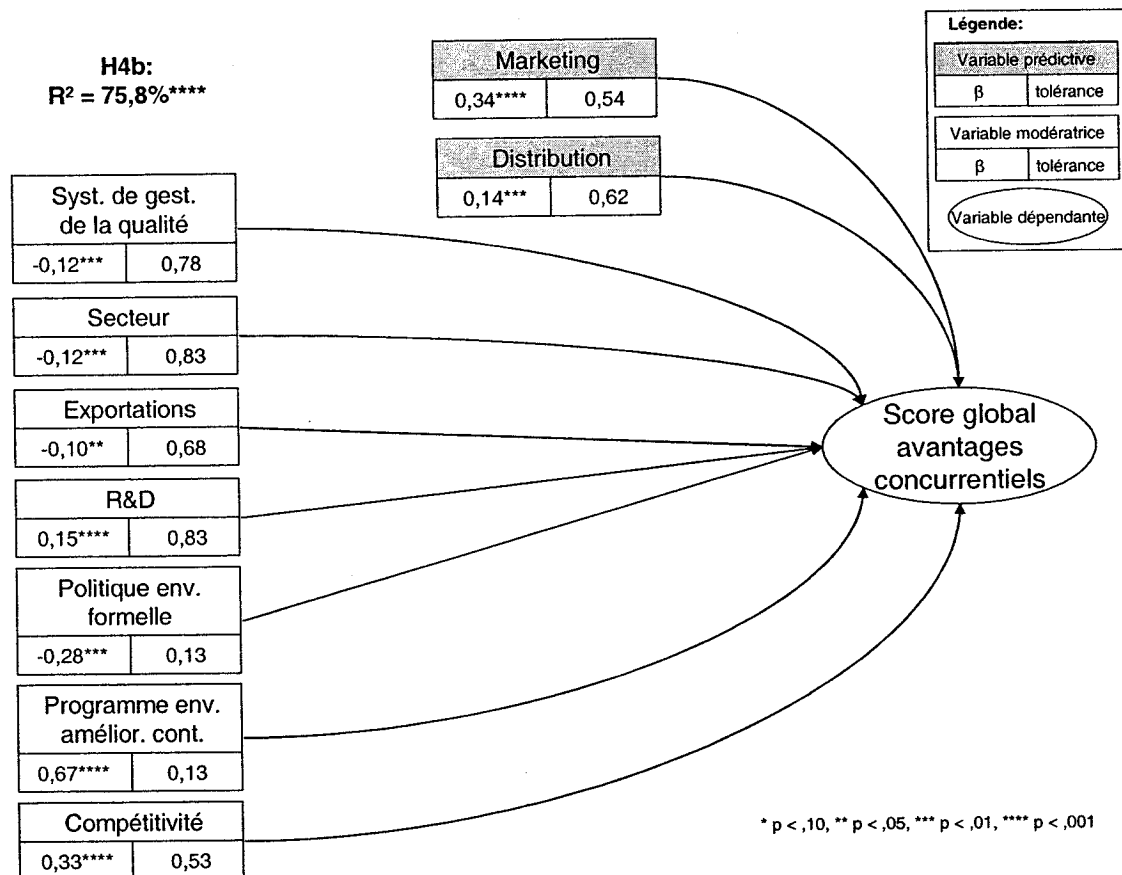 H4b:
R² = 75,8%****
Marketing
0,34**** 0,54
Distribution
0,14*** 0,62
Légende:
Variable prédictive
β tolérance
Variable modératrice
β tolérance
Variable dépendante
Syst. de gest.
de la qualité
-0,12*** 0,78
Secteur
-0,12*** 0,83
Exportations
-0,10** 0,68
R&D
0,15**** 0,83
Politique env.
formelle
-0,28*** 0,13
Programme env.
amélior. cont.
0,67**** 0,13
Compétitivité
0,33**** 0,53
Score global
avantages
concurrentiels
* p < ,10, ** p < ,05, *** p < ,01, **** p < ,001